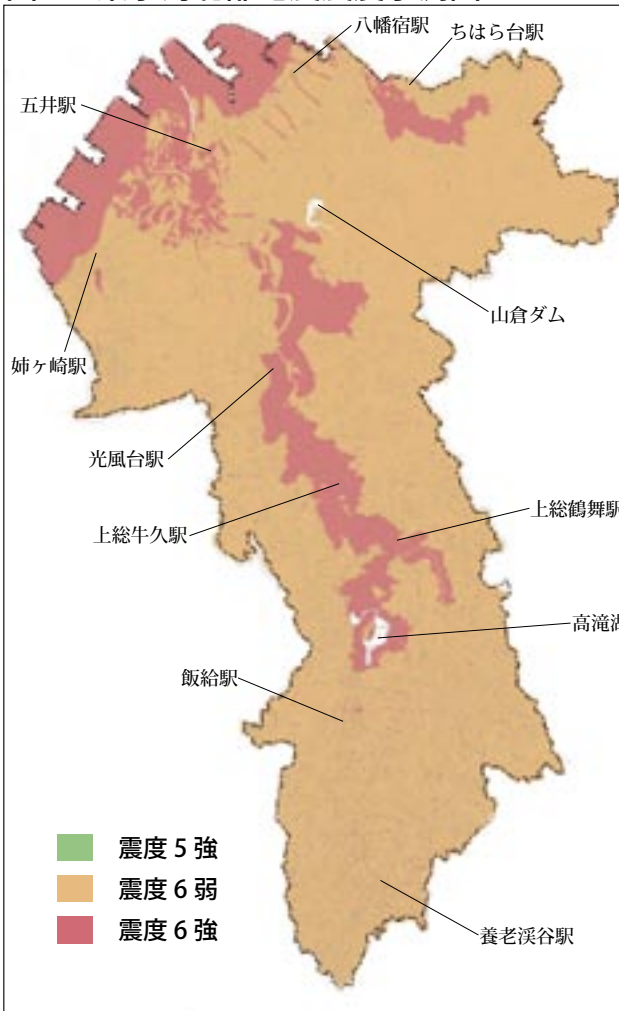 八幡宿駅
ちはら台駅
五井駅
山倉ダム
姉ヶ崎駅
光風台駅
上総牛久駅
上総鶴舞駅
高滝湖
飯給駅
震度5強
震度6弱
震度6強
養老渓谷駅